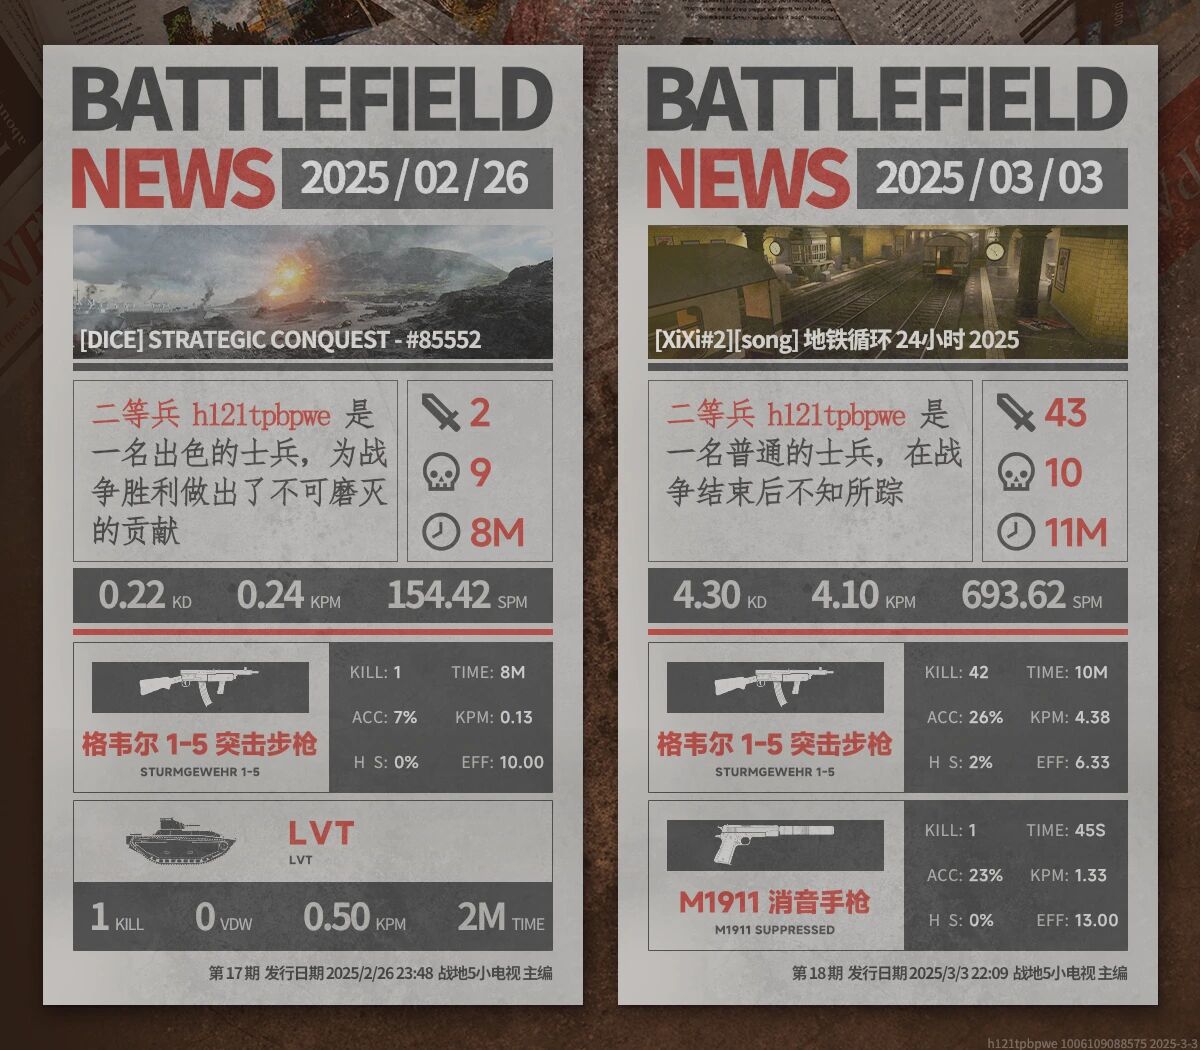 BATTLEFIELD
NEWS 2025/02/26
[DICE] STRATEGIC CONQUEST - #85552
二等兵 h121tpbpwe 是
一名出色的士兵，为战
争胜利做出了不可磨灭
的贡献
2
9
8M
0.22 KD 0.24 KPM 154.42 SPM
格韦尔 1-5 突击步枪
STURMGEWEHR 1-5
KILL: 1 TIME: 8M
ACC: 7% KPM: 0.13
H S: 0% EFF: 10.00
LVT
LVT
1 KILL 0 VDW 0.50 KPM 2M TIME
第17期 发行日期 2025/2/26 23:48 战地5小电视 主编
BATTLEFIELD
NEWS 2025/03/03
[XiXi#2][song] 地铁循环 24小时 2025
二等兵 h121tpbpwe 是
一名普通的士兵，在战
争结束后不知所踪
43
10
11M
4.30 KD 4.10 KPM 693.62 SPM
格韦尔 1-5 突击步枪
STURMGEWEHR 1-5
KILL: 42 TIME: 10M
ACC: 26% KPM: 4.38
H S: 2% EFF: 6.33
M1911 消音手枪
M1911 SUPPRESSED
KILL: 1 TIME: 45S
ACC: 23% KPM: 1.33
H S: 0% EFF: 13.00
第18期 发行日期 2025/3/3 22:09 战地5小电视 主编
h121tpbpwe 1006109088575 2025-3-3